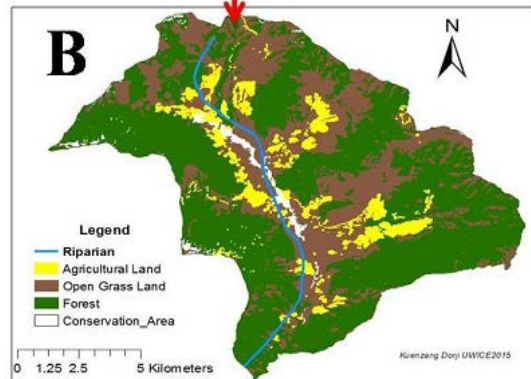 B
N
Legend
Riparian
Agricultural Land
Open Grass Land
Forest
Conservation_Area
0 1.25 2.5 5 Kilometers
Kuenzang Dorji UWICE2015